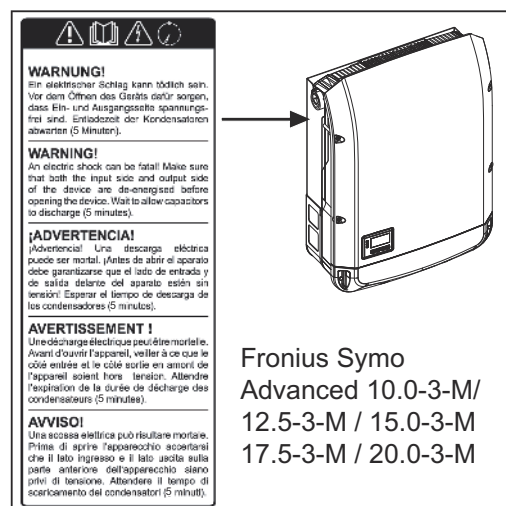 WARNUNG!
Ein elektrischer Schlag kann tödlich sein.
Vor dem Öffnen des Geräts dafür sorgen,
dass Ein- und Ausgangsseite spannungs-
frei sind. Entladezeit der Kondensatoren
abwarten (5 Minuten).
WARNING!
An electric shock can be fatal! Make sure
that both the input side and output side
of the device are de-energised before
opening the device. Wait to allow capacitors
to discharge (5 minutes).
¡ADVERTENCIA!
¡Advertencia! Una descarga eléctrica
puede ser mortal. ¡Antes de abrir el aparato
debe garantizarse que el lado de entrada y
de salida delante del aparato estén sin
tensión! Esperar el tiempo de descarga de
los condensadores (5 minutos).
AVERTISSEMENT !
Une décharge électrique peut être mortelle.
Avant d'ouvrir l'appareil, veiller à ce que le
côté entrée et le côté sortie en amont de
l'appareil soient hors tension. Attendre
l'expiration de la durée de décharge des
condensateurs (5 minutes).
AVVISO!
Una scossa elettrica può risultare mortale.
Prima di aprire l'apparecchio accertarsi
che il lato ingresso e il lato uscita sulla
parte anteriore dell'apparecchio siano
privi di tensione. Attendere il tempo di
scaricamento dei condensatori (5 minuti).
Fronius Symo
Advanced 10.0-3-M/
12.5-3-M / 15.0-3-M
17.5-3-M / 20.0-3-M